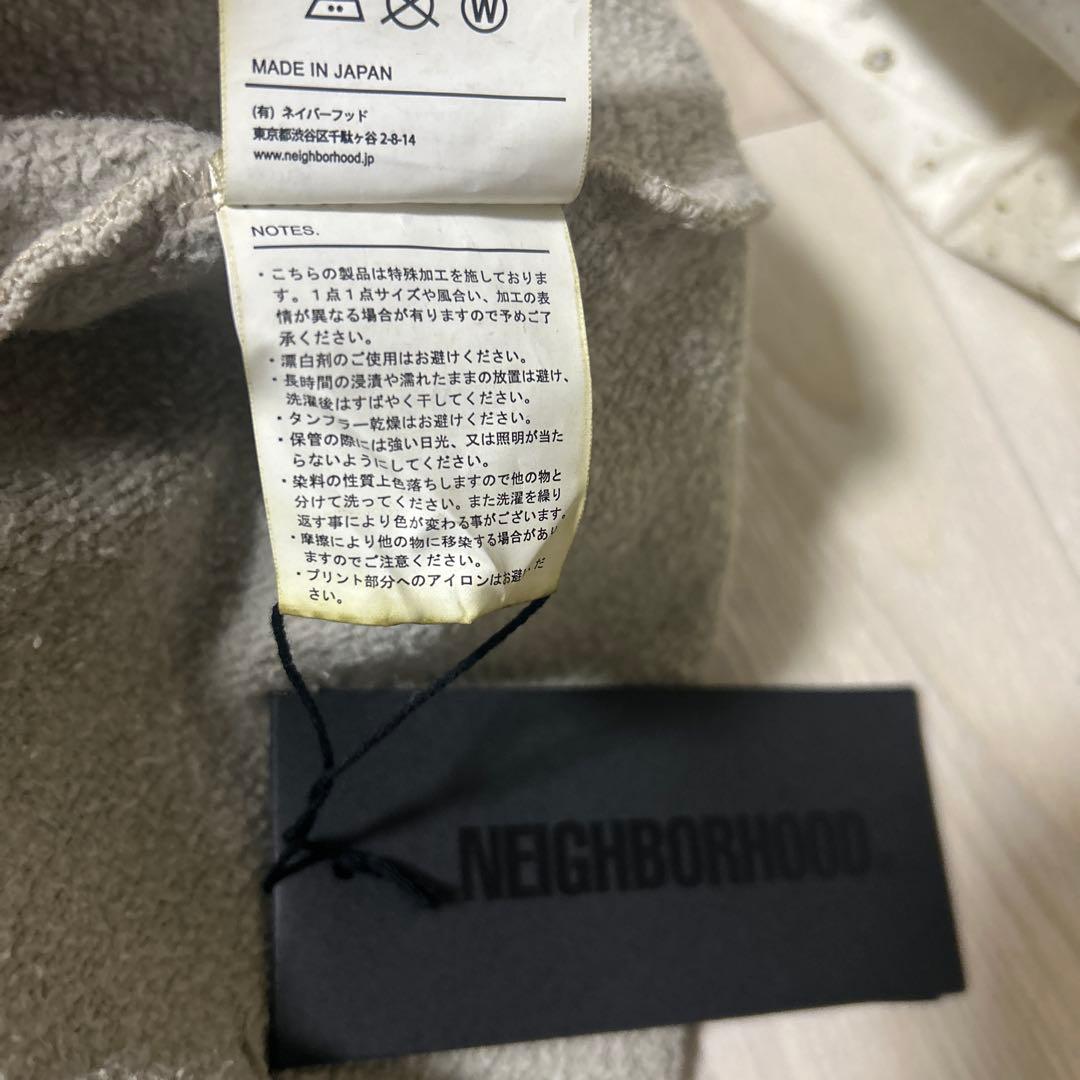 W
MADE IN JAPAN
(有) ネイバーフッド
東京都渋谷区千駄ヶ谷 2-8-14
www.neighborhood.jp
NOTES.
・こちらの製品は特殊加工を施しておりま
す。１点１点サイズや風合い、加工の表
情が異なる場合が有りますので予めご了
承ください。
・漂白剤のご使用はお避けください。
・長時間の浸漬や濡れたままの放置は避け、
洗濯後はすばやく干してください。
・タンブラー乾燥はお避けください。
・保管の際には強い日光、又は照明が当た
らないようにしてください。
・染料の性質上色落ちしますので他の物と
分けて洗ってください。また洗濯を繰り
返す事により色が変わる事がございます。
・摩擦により他の物に移染する場合があり
ますのでご注意ください。
・プリント部分へのアイロンはお避けくだ
さい。
NEIGHBORHOOD